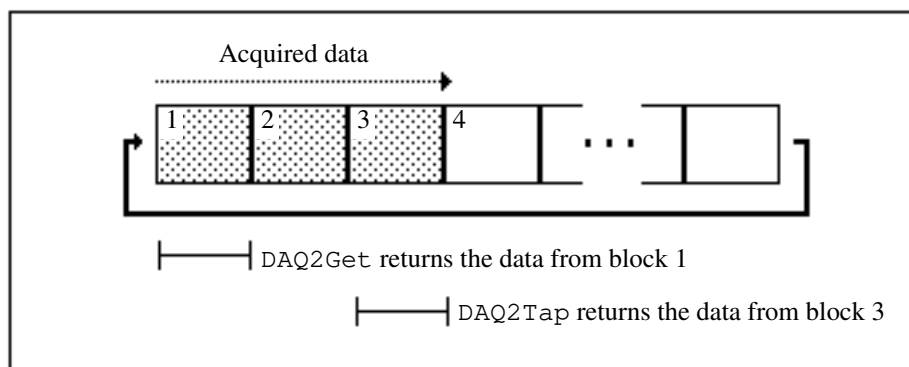 Acquired data
1 2 3 4
...
DAQ2Get returns the data from block 1
DAQ2Tap returns the data from block 3